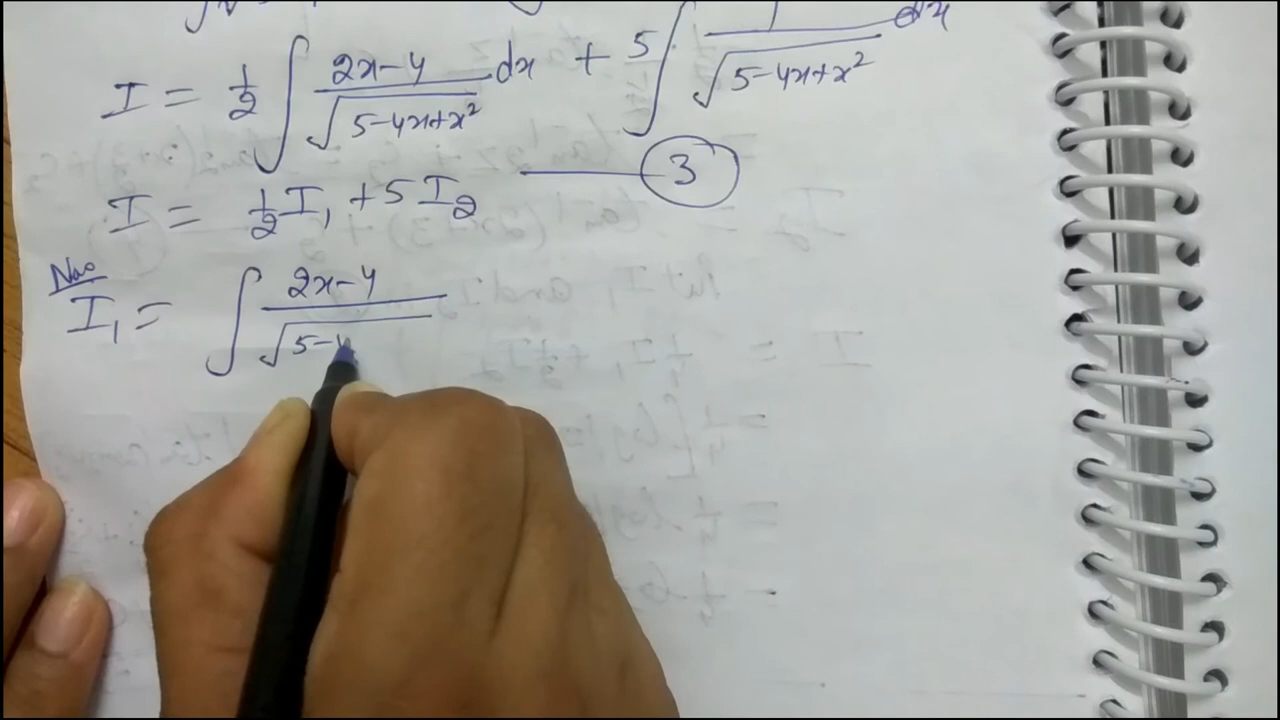 I = 1/2 ∫ 2x-4/√5-4x+x² dx + 5∫ 1/√5-4x+x² dx
3
I = 1/2 I₁ + 5 I₂
Now
I₁ = ∫ 2x-4/√5-4